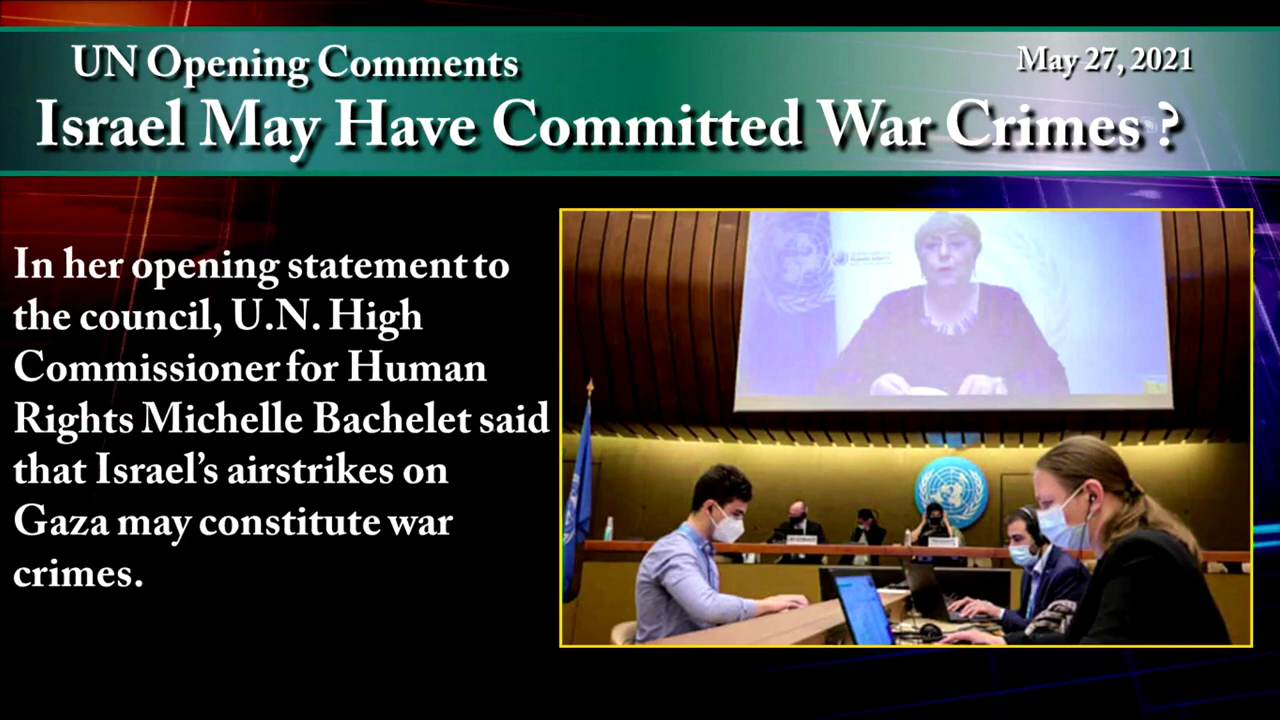 UN Opening Comments
May 27, 2021
Israel May Have Committed War Crimes ?
In her opening statement to
the council, U.N. High
Commissioner for Human
Rights Michelle Bachelet said
that Israel’s airstrikes on
Gaza may constitute war
crimes.